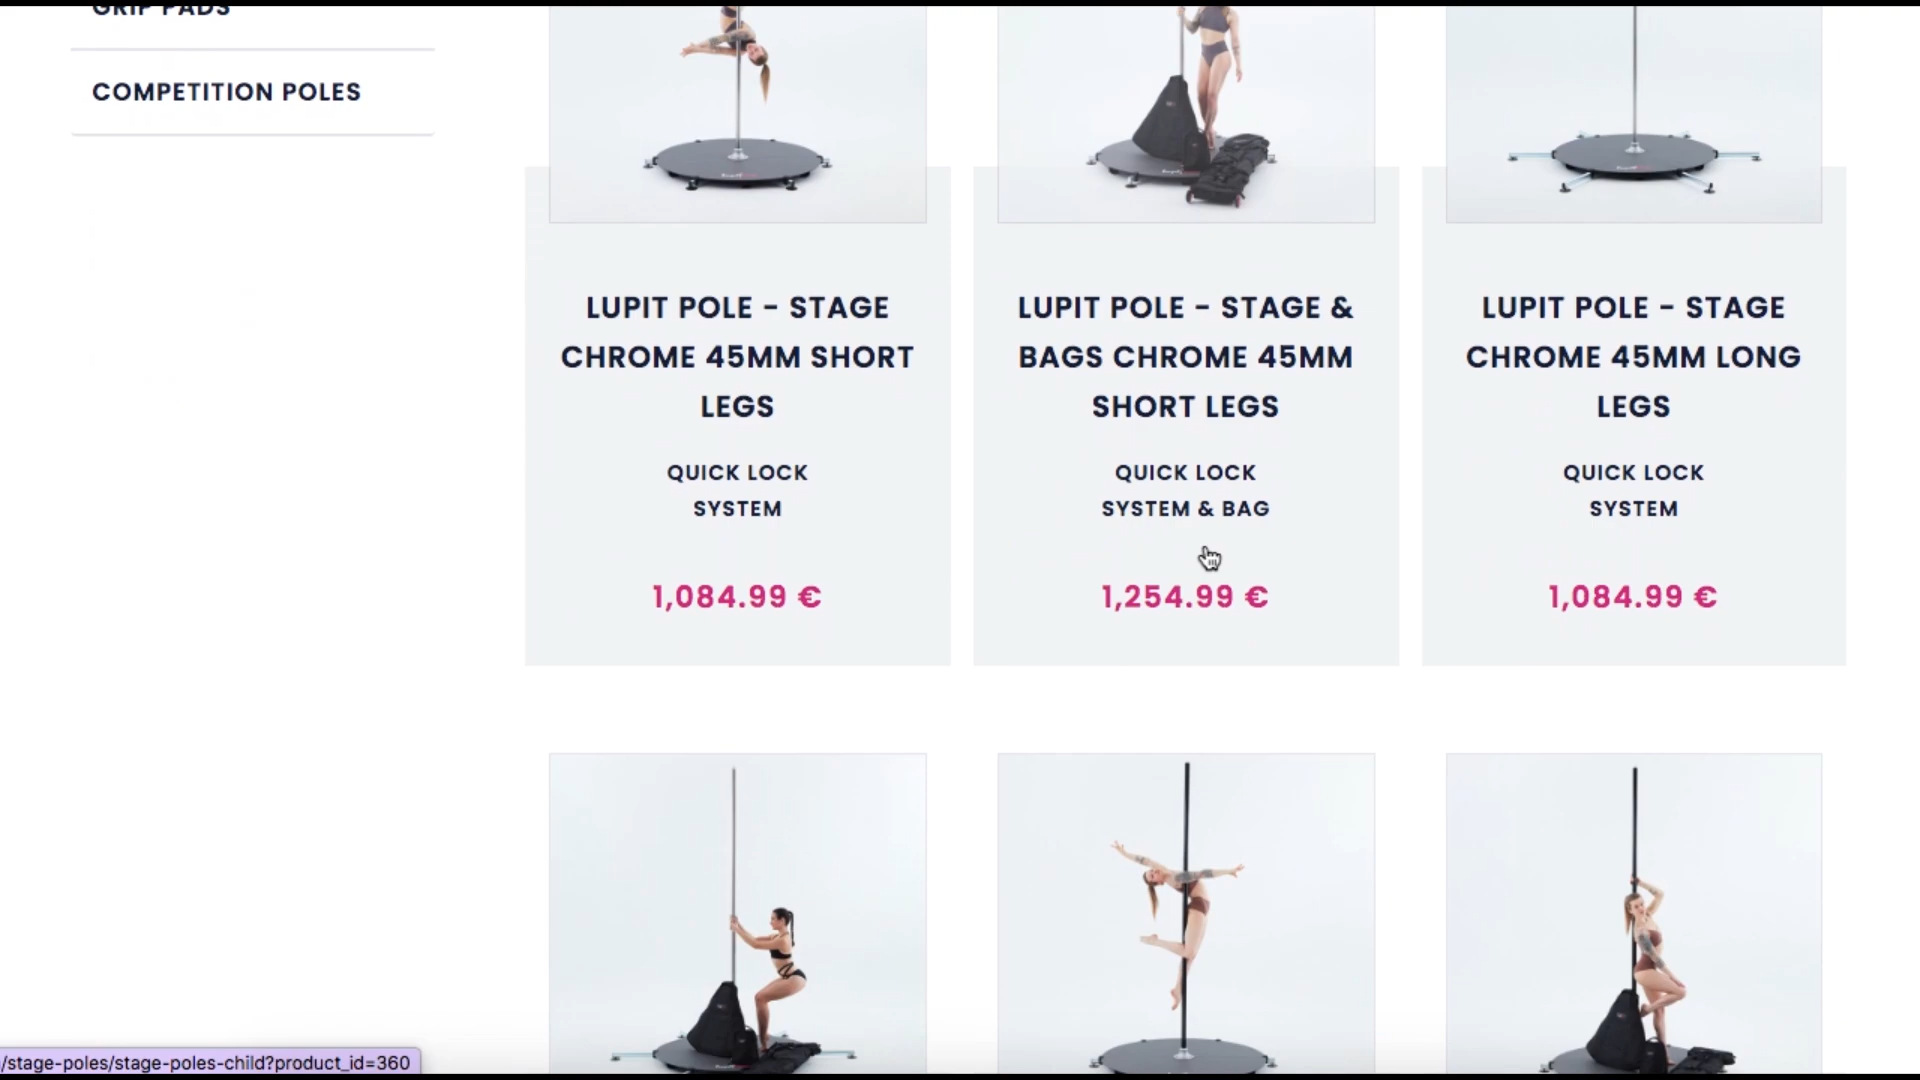 GRIP PADS
COMPETITION POLES
LUPIT POLE - STAGE
CHROME 45MM SHORT
LEGS
QUICK LOCK
SYSTEM
1,084.99 €
LUPIT POLE - STAGE &
BAGS CHROME 45MM
SHORT LEGS
QUICK LOCK
SYSTEM & BAG
1,254.99 €
LUPIT POLE - STAGE
CHROME 45MM LONG
LEGS
QUICK LOCK
SYSTEM
1,084.99 €
/stage-poles/stage-poles-child?product_id=360